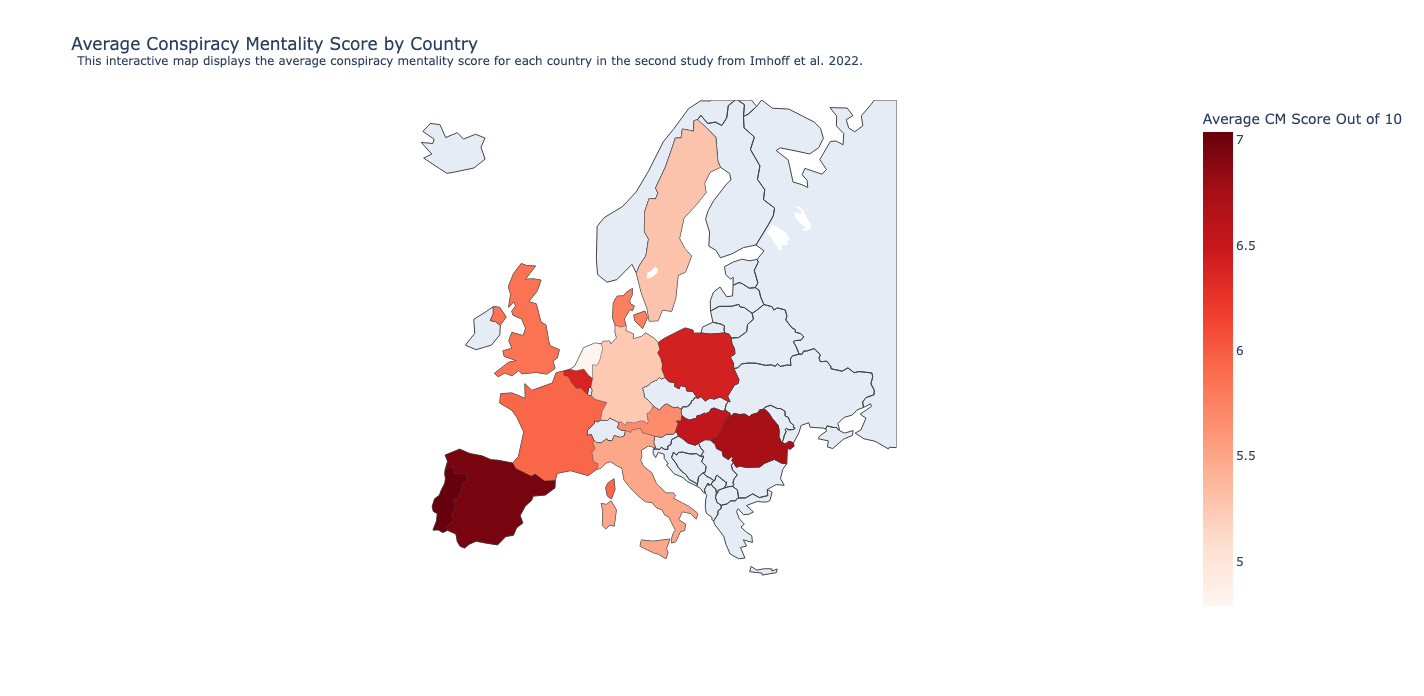 Average Conspiracy Mentality Score by Country
This interactive map displays the average conspiracy mentality score for each country in the second study from Imhoff et al. 2022.
Average CM Score Out of 10
7
6.5
6
5.5
5